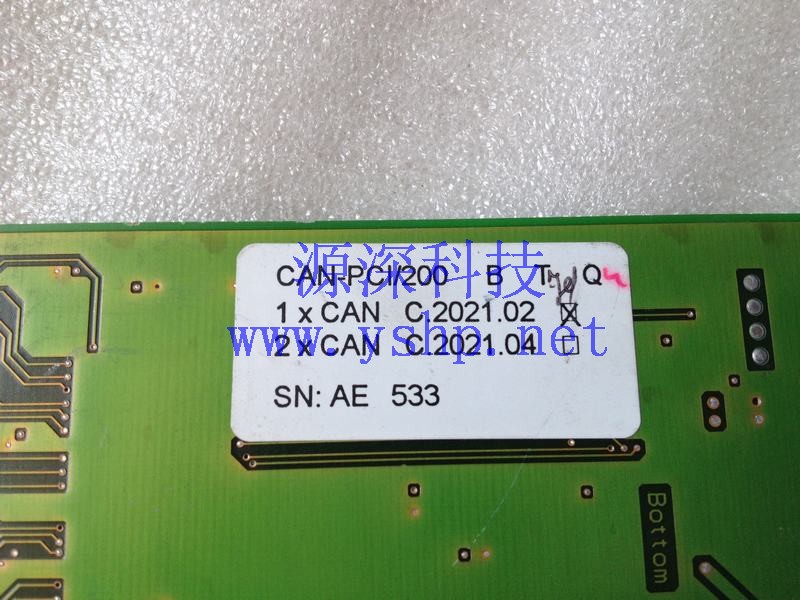 源深科技
CAN-PCI/200 B T Q
1 x CAN C.2021.02 ☒
www.yshp.net
2 x CAN C.2021.04 ☐
SN: AE 533
Bottom